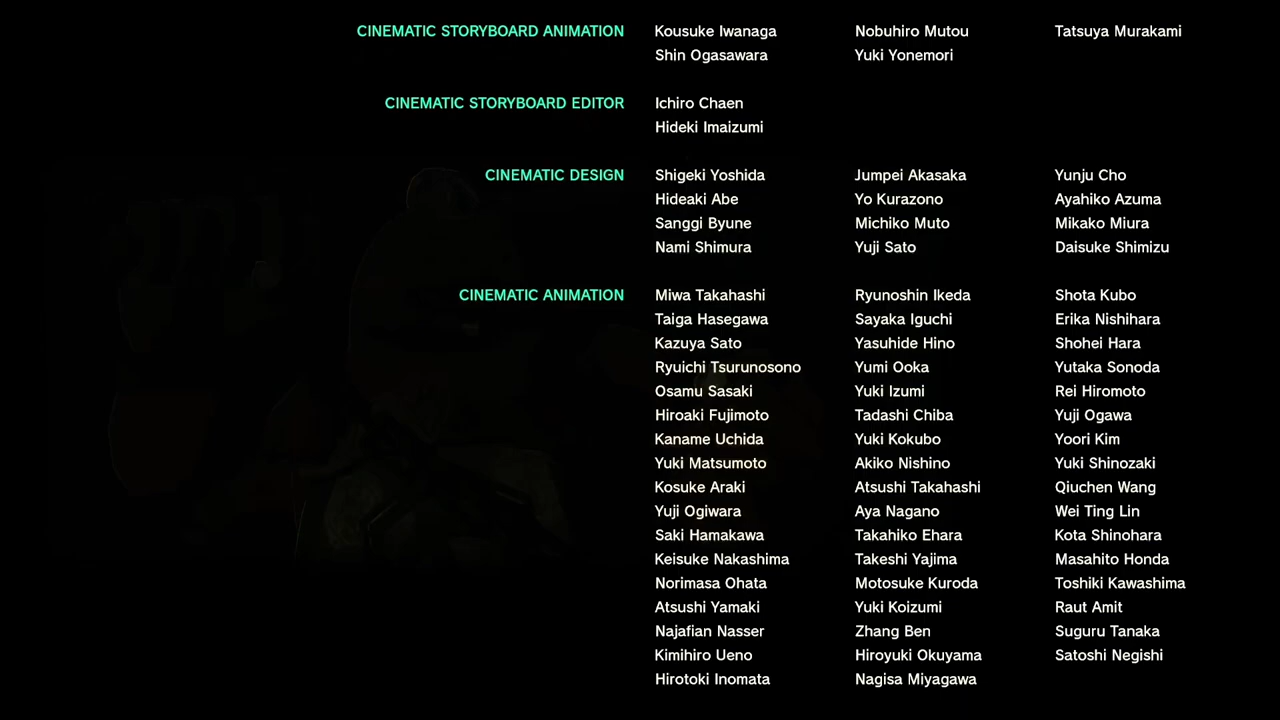 CINEMATIC STORYBOARD ANIMATION Kousuke Iwanaga Nobuhiro Mutou Tatsuya Murakami
Shin Ogasawara Yuki Yonemori
CINEMATIC STORYBOARD EDITOR Ichiro Chaen
Hideki Imaizumi
CINEMATIC DESIGN Shigeki Yoshida Jumpei Akasaka Yunju Cho
Hideaki Abe Yo Kurazono Ayahiko Azuma
Sanggi Byune Michiko Muto Mikako Miura
Nami Shimura Yuji Sato Daisuke Shimizu
CINEMATIC ANIMATION Miwa Takahashi Ryunoshin Ikeda Shota Kubo
Taiga Hasegawa Sayaka Iguchi Erika Nishihara
Kazuya Sato Yasuhide Hino Shohei Hara
Ryuichi Tsurunosono Yumi Ooka Yutaka Sonoda
Osamu Sasaki Yuki Izumi Rei Hiromoto
Hiroaki Fujimoto Tadashi Chiba Yuji Ogawa
Kaname Uchida Yuki Kokubo Yoori Kim
Yuki Matsumoto Akiko Nishino Yuki Shinozaki
Kosuke Araki Atsushi Takahashi Qiuchen Wang
Yuji Ogiwara Aya Nagano Wei Ting Lin
Saki Hamakawa Takahiko Ehara Kota Shinohara
Keisuke Nakashima Takeshi Yajima Masahito Honda
Norimasa Ohata Motosuke Kuroda Toshiki Kawashima
Atsushi Yamaki Yuki Koizumi Raut Amit
Najafian Nasser Zhang Ben Suguru Tanaka
Kimihiro Ueno Hiroyuki Okuyama Satoshi Negishi
Hirotoki Inomata Nagisa Miyagawa